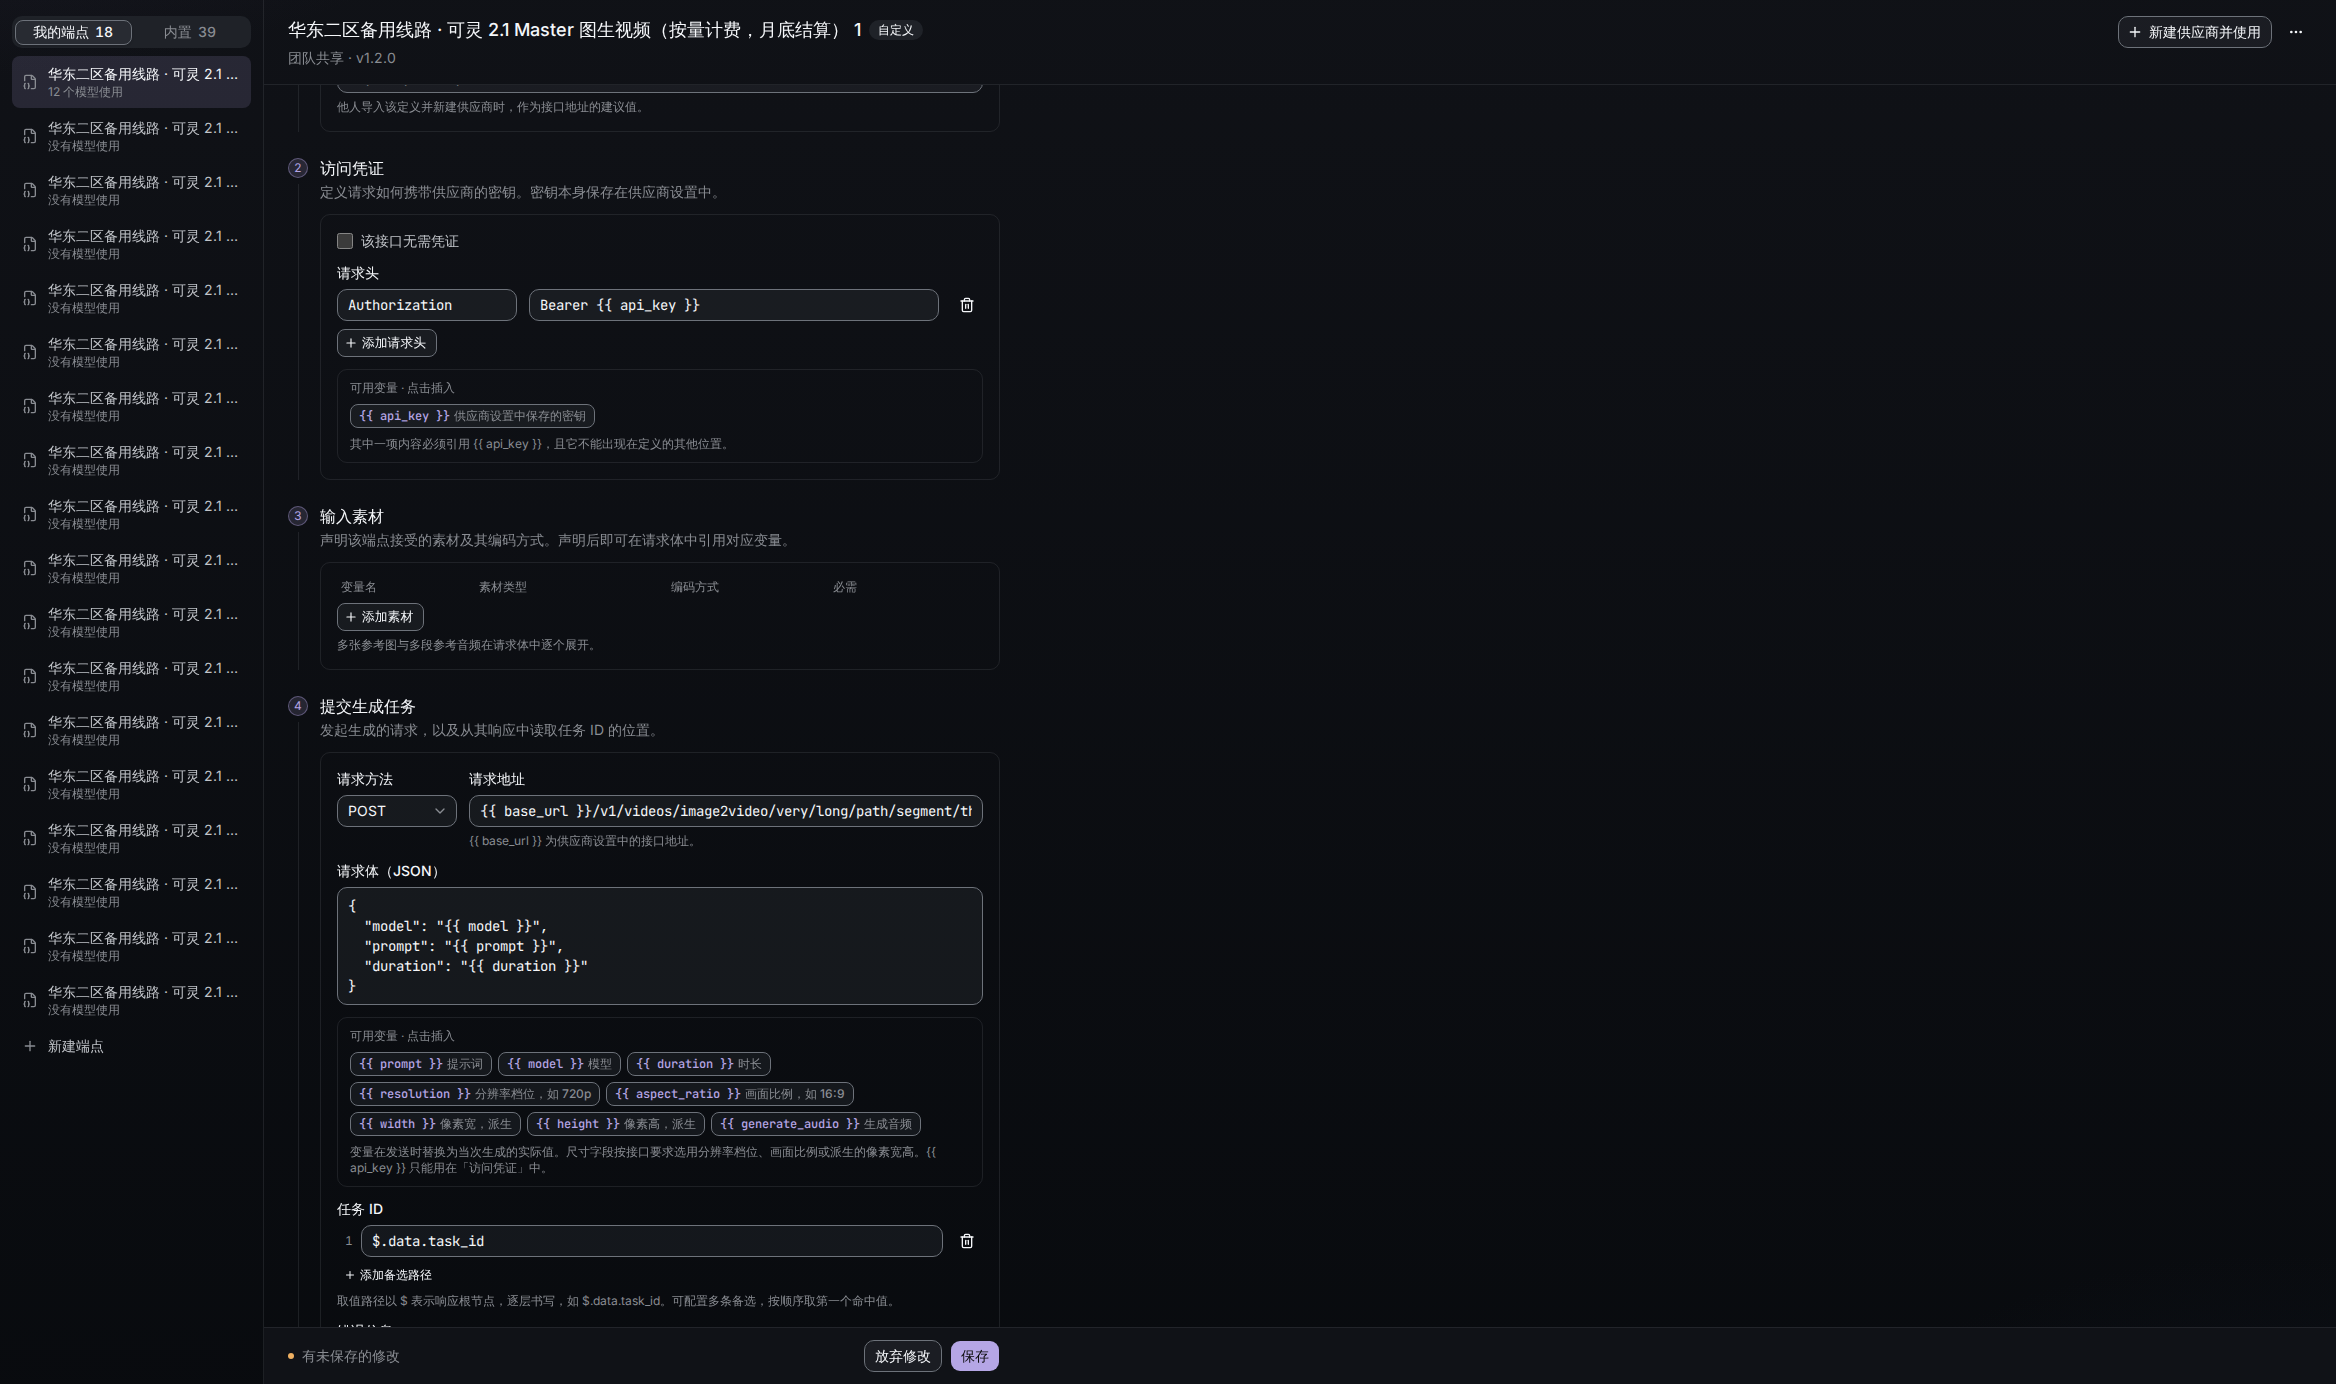 我的端点 18
内置 39
华东二区备用线路 · 可灵 2.1 ...
12 个模型使用
华东二区备用线路 · 可灵 2.1 ...
没有模型使用
华东二区备用线路 · 可灵 2.1 ...
没有模型使用
华东二区备用线路 · 可灵 2.1 ...
没有模型使用
华东二区备用线路 · 可灵 2.1 ...
没有模型使用
华东二区备用线路 · 可灵 2.1 ...
没有模型使用
华东二区备用线路 · 可灵 2.1 ...
没有模型使用
华东二区备用线路 · 可灵 2.1 ...
没有模型使用
华东二区备用线路 · 可灵 2.1 ...
没有模型使用
华东二区备用线路 · 可灵 2.1 ...
没有模型使用
华东二区备用线路 · 可灵 2.1 ...
没有模型使用
华东二区备用线路 · 可灵 2.1 ...
没有模型使用
华东二区备用线路 · 可灵 2.1 ...
没有模型使用
华东二区备用线路 · 可灵 2.1 ...
没有模型使用
华东二区备用线路 · 可灵 2.1 ...
没有模型使用
华东二区备用线路 · 可灵 2.1 ...
没有模型使用
华东二区备用线路 · 可灵 2.1 ...
没有模型使用
华东二区备用线路 · 可灵 2.1 ...
没有模型使用
新建端点
华东二区备用线路 · 可灵 2.1 Master 图生视频（按量计费，月底结算） 1 自定义
团队共享 · v1.2.0
新建供应商并使用
他人导入该定义并新建供应商时，作为接口地址的建议值。
2 访问凭证
定义请求如何携带供应商的密钥。密钥本身保存在供应商设置中。
该接口无需凭证
请求头
Authorization Bearer {{ api_key }}
添加请求头
可用变量 · 点击插入
{{ api_key }} 供应商设置中保存的密钥
其中一项内容必须引用 {{ api_key }}，且它不能出现在定义的其他位置。
3 输入素材
声明该端点接受的素材及其编码方式。声明后即可在请求体中引用对应变量。
变量名 素材类型 编码方式 必需
添加素材
多张参考图与多段参考音频在请求体中逐个展开。
4 提交生成任务
发起生成的请求，以及从其响应中读取任务 ID 的位置。
请求方法 请求地址
POST {{ base_url }}/v1/videos/image2video/very/long/path/segment/th
{{ base_url }} 为供应商设置中的接口地址。
请求体（JSON）
{
"model": "{{ model }}",
"prompt": "{{ prompt }}",
"duration": "{{ duration }}"
}
可用变量 · 点击插入
{{ prompt }} 提示词 {{ model }} 模型 {{ duration }} 时长
{{ resolution }} 分辨率档位，如 720p {{ aspect_ratio }} 画面比例，如 16:9
{{ width }} 像素宽，派生 {{ height }} 像素高，派生 {{ generate_audio }} 生成音频
变量在发送时替换为当次生成的实际值。尺寸字段按接口要求选用分辨率档位、画面比例或派生的像素宽高。{{
api_key }} 只能用在「访问凭证」中。
任务 ID
1 $.data.task_id
添加备选路径
取值路径以 $ 表示响应根节点，逐层书写，如 $.data.task_id。可配置多条备选，按顺序取第一个命中值。
有未保存的修改
放弃修改 保存